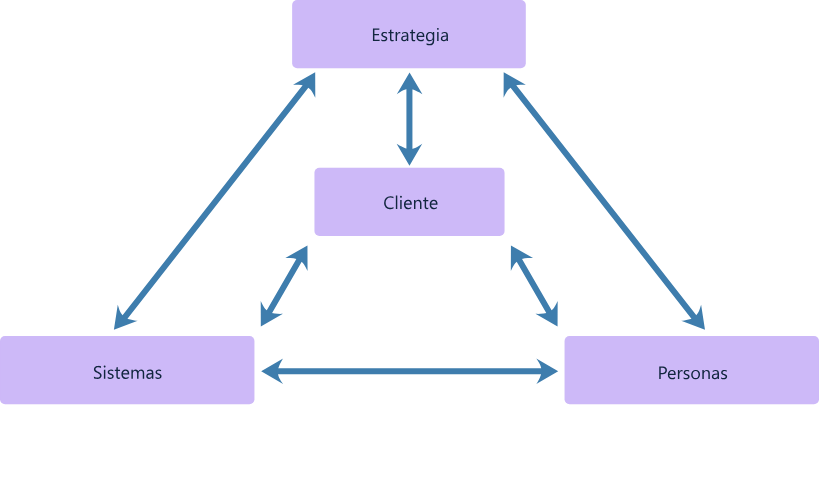 Estrategia
Cliente
Sistemas
Personas